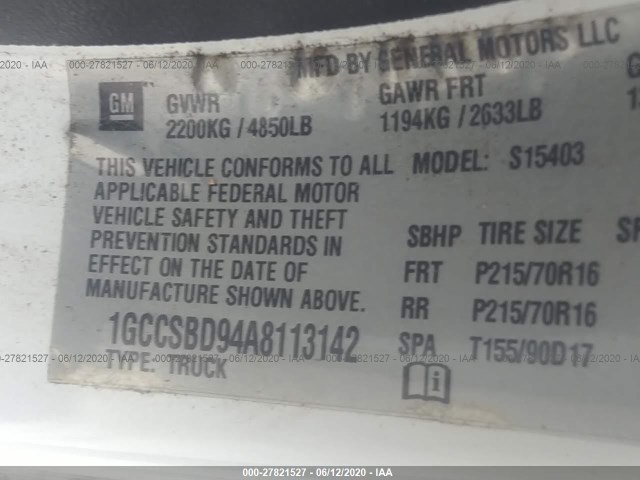 MFD BY GENERAL MOTORS LLC
GM
GVWR
2200KG / 4850LB
GAWR FRT
1194KG / 2633LB
THIS VEHICLE CONFORMS TO ALL
APPLICABLE FEDERAL MOTOR
VEHICLE SAFETY AND THEFT
PREVENTION STANDARDS IN
EFFECT ON THE DATE OF
MANUFACTURE SHOWN ABOVE.
MODEL: S15403
SBHP TIRE SIZE
FRT P215/70R16
RR P215/70R16
SPA T155/90D17
1GCCSBD94A8113142
TYPE: TRUCK
000-27821527 - 06/12/2020 - IAA